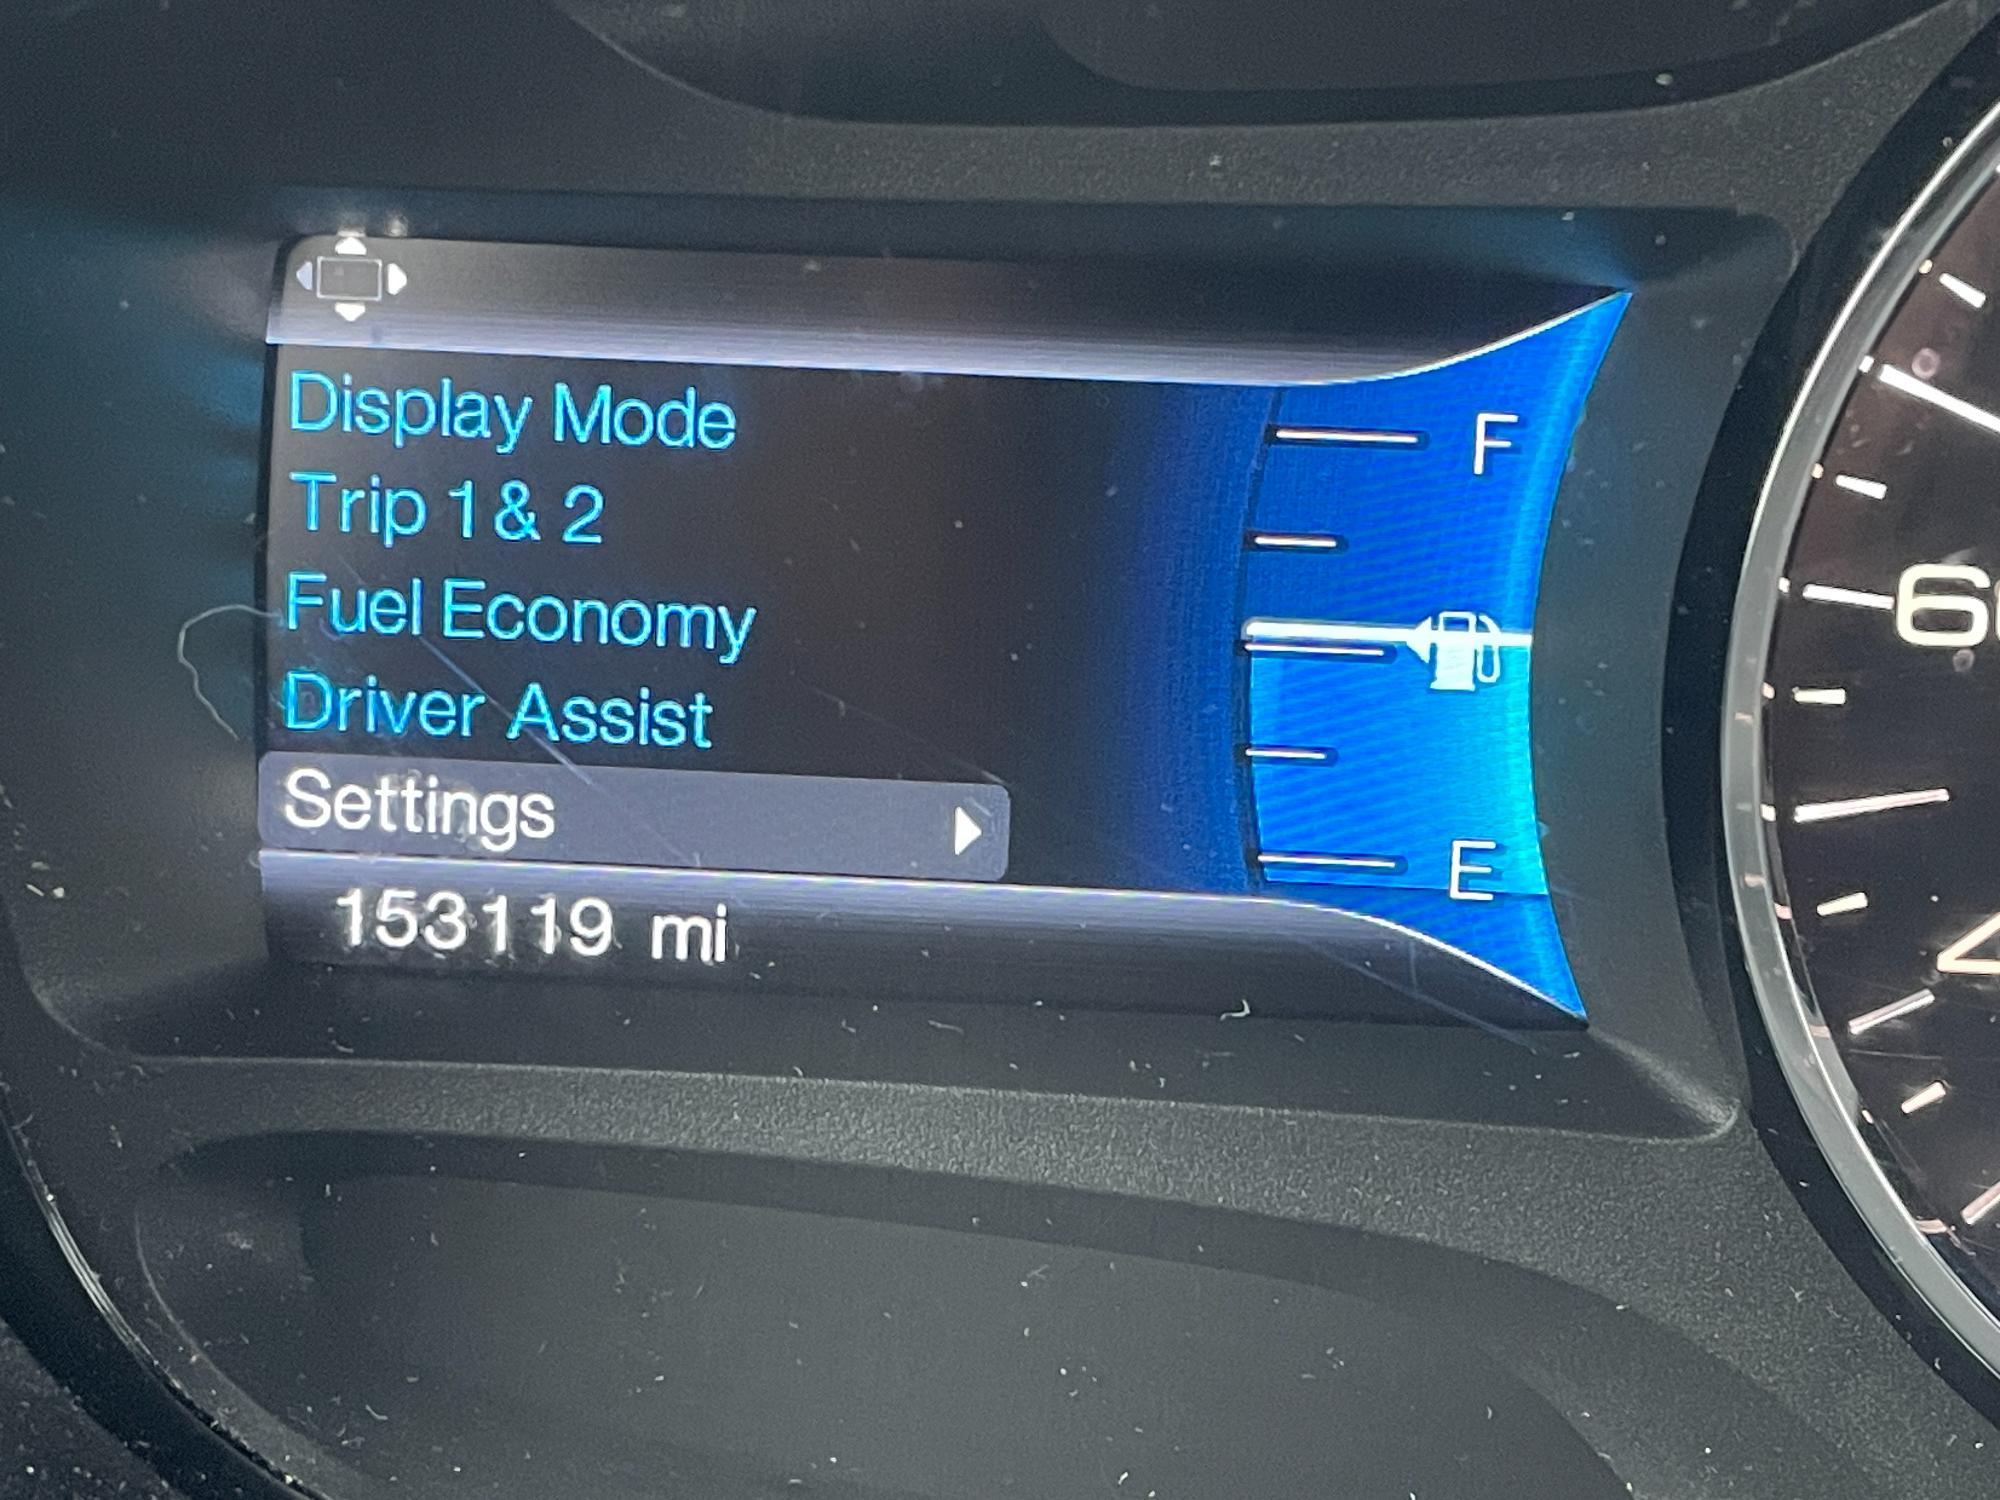 Display Mode
Trip 1 & 2
Fuel Economy
Driver Assist
Settings
153119 mi
F
E